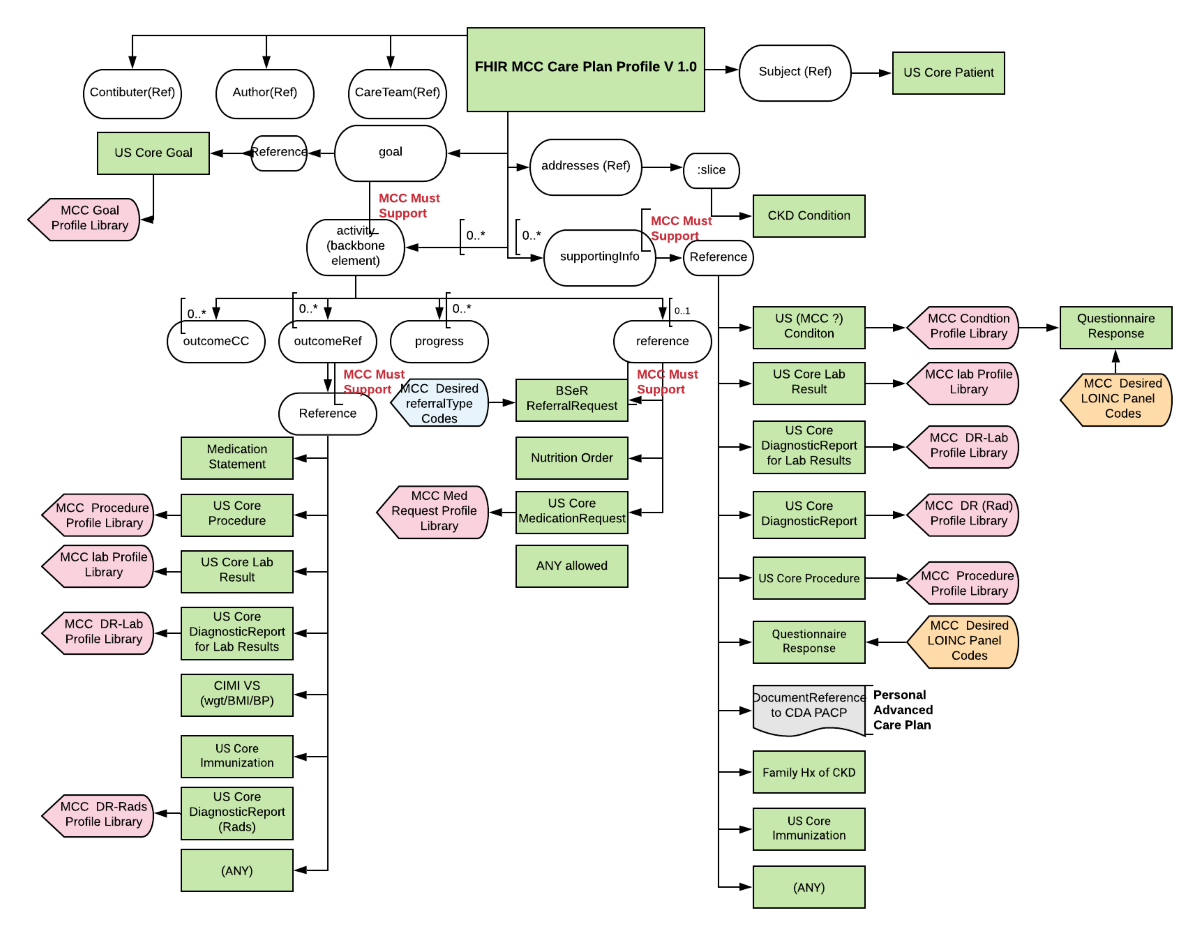 FHIR MCC Care Plan Profile V 1.0
Subject (Ref)
US Core Patient
Contibuter(Ref)
Author(Ref)
CareTeam(Ref)
US Core Goal
Reference
goal
addresses (Ref)
:slice
MCC Goal
Profile Library
MCC Must
Support
CKD Condition
activity
(backbone
element)
0..*
0..*
supportingInfo
MCC Must
Support
Reference
0..*
outcomeCC
0..*
outcomeRef
0..*
progress
0..1
reference
US (MCC ?)
Conditon
MCC Condtion
Profile Library
Questionnaire
Response
MCC Must
Support
Reference
MCC Desired
referralType
Codes
BSeR
ReferralRequest
MCC Must
Support
US Core Lab
Result
MCC lab Profile
Library
MCC Desired
LOINC Panel
Codes
Medication
Statement
Nutrition Order
US Core
DiagnosticReport
for Lab Results
MCC DR-Lab
Profile Library
MCC Procedure
Profile Library
US Core
Procedure
MCC Med
Request Profile
Library
US Core
MedicationRequest
US Core
DiagnosticReport
MCC DR (Rad)
Profile Library
MCC lab Profile
Library
US Core Lab
Result
ANY allowed
US Core Procedure
MCC Procedure
Profile Library
MCC DR-Lab
Profile Library
US Core
DiagnosticReport
for Lab Results
Questionnaire
Response
MCC Desired
LOINC Panel
Codes
CIMI VS
(wgt/BMI/BP)
DocumentReference
to CDA PACP
Personal
Advanced
Care Plan
US Core
Immunization
Family Hx of CKD
MCC DR-Rads
Profile Library
US Core
DiagnosticReport
(Rads)
US Core
Immunization
(ANY)
(ANY)